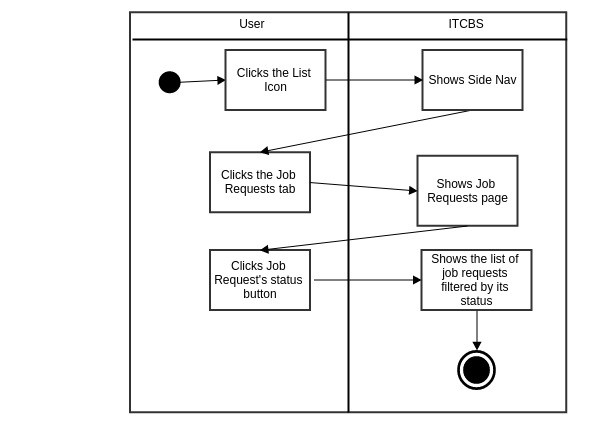 User
ITCBS
Clicks the List
Icon
Shows Side Nav
Clicks the Job
Requests tab
Shows Job
Requests page
Clicks Job
Request's status
button
Shows the list of
job requests
filtered by its
status